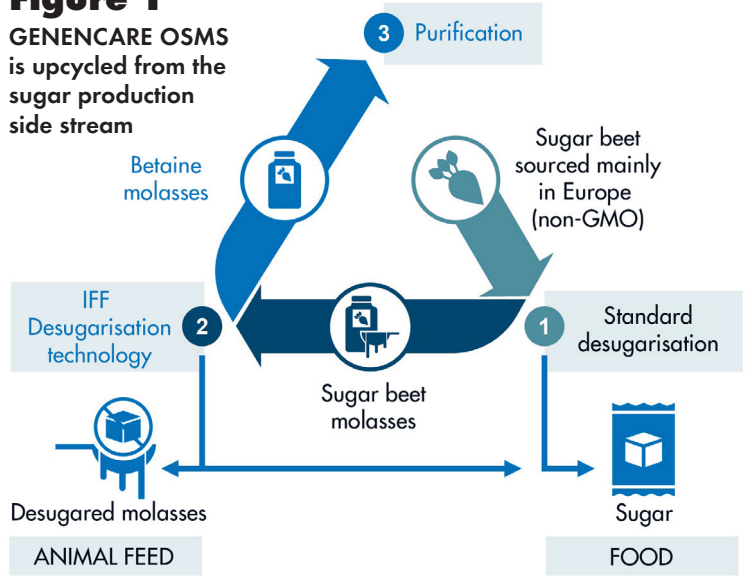 Figure 1
GENENCARE OSMS
is upcycled from the
sugar production
side stream
3 Purification
Betaine
molasses
Sugar beet
sourced mainly
in Europe
(non-GMO)
IFF
Desugarisation
technology
2
1
Standard
desugarisation
Sugar beet
molasses
Desugared molasses
Sugar
ANIMAL FEED
FOOD